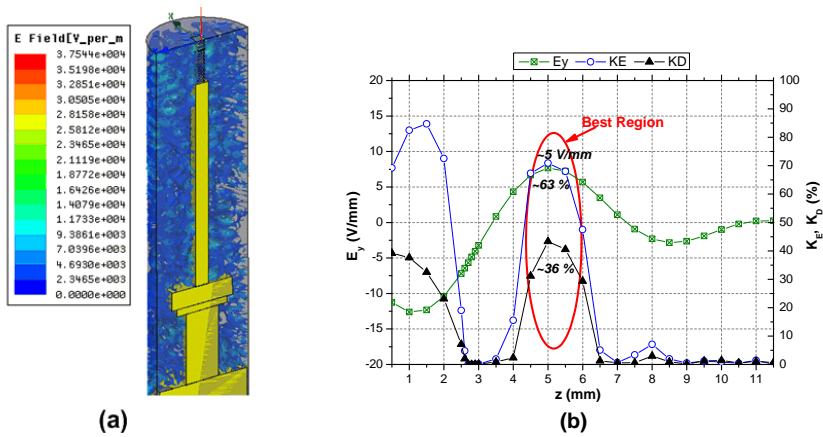 E Field[V_per_m
3.7544e+004
3.5198e+004
3.2851e+004
3.0505e+004
2.8158e+004
2.5812e+004
2.3465e+004
2.1119e+004
1.8772e+004
1.6426e+004
1.4079e+004
1.1733e+004
9.3861e+003
7.0396e+003
4.6930e+003
2.3465e+003
0.0000e+000
X
(a)
Ey KE KD
20
15
10
5
0
-5
-10
-15
-20
E_y (V/mm)
Best Region
~5 V/mm
~63 %
~36 %
100
90
80
70
60
50
40
30
20
10
0
K_E, K_D (%)
1 2 3 4 5 6 7 8 9 10 11
z (mm)
(b)